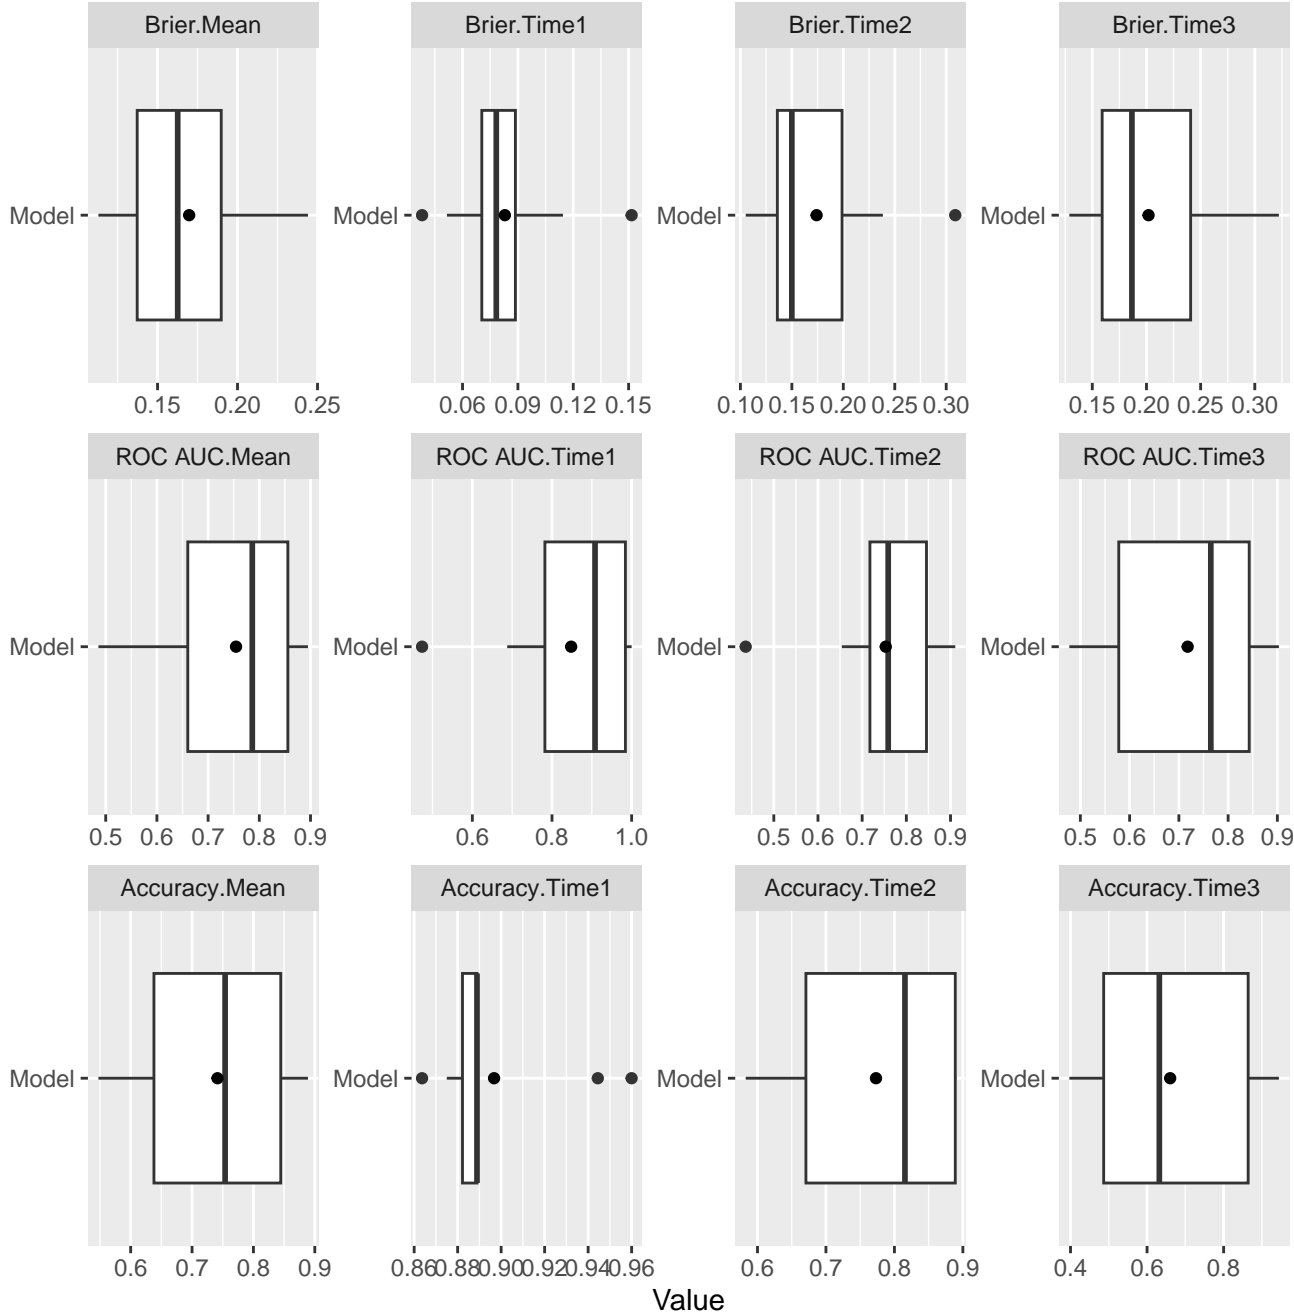 Brier.Mean Brier.Time1 Brier.Time2 Brier.Time3
Model Model Model Model
0.15 0.20 0.25 0.06 0.09 0.12 0.15 0.10 0.15 0.20 0.25 0.30 0.15 0.20 0.25 0.30
ROC AUC.Mean ROC AUC.Time1 ROC AUC.Time2 ROC AUC.Time3
Model Model Model Model
0.5 0.6 0.7 0.8 0.9 0.6 0.8 1.0 0.5 0.6 0.7 0.8 0.9 0.5 0.6 0.7 0.8 0.9
Accuracy.Mean Accuracy.Time1 Accuracy.Time2 Accuracy.Time3
Model Model Model Model
0.6 0.7 0.8 0.9 0.86 0.88 0.90 0.92 0.94 0.96 0.6 0.7 0.8 0.9 0.4 0.6 0.8
Value